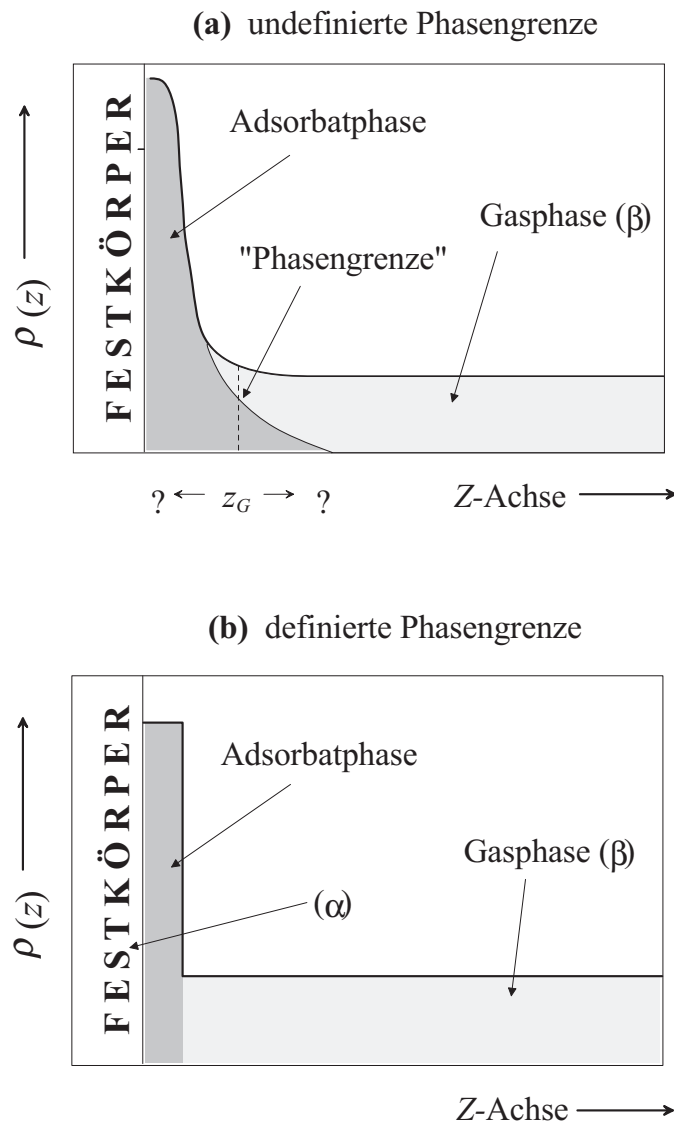 (a) undefinierte Phasengrenze
FESTKÖRPER
Adsorbatphase
Gasphase (β)
"Phasengrenze"
ρ (z)
? ← z_G → ?
Z-Achse
(b) definierte Phasengrenze
FESTKÖRPER
Adsorbatphase
Gasphase (β)
(α)
ρ (z)
Z-Achse